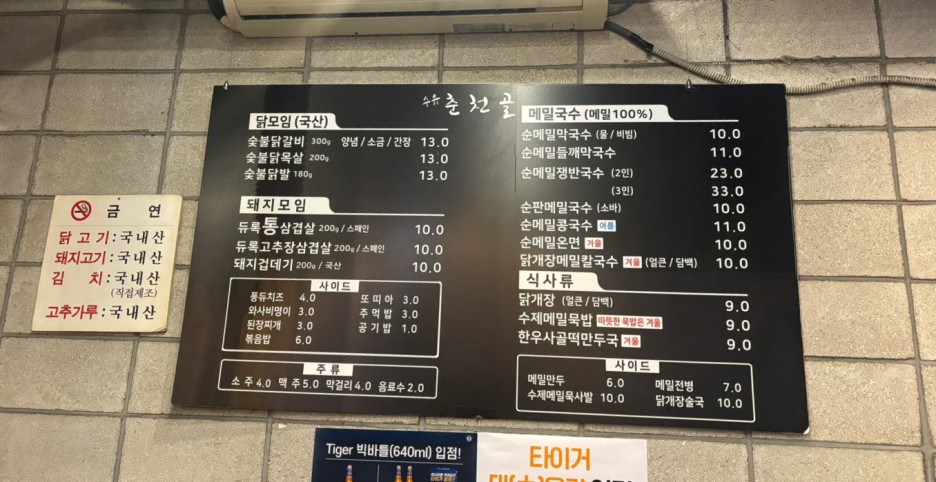 수유 춘천골
닭모임 (국산)
숯불닭갈비 300g 양념 / 소금 / 간장 13.0
숯불닭목살 200g 13.0
숯불닭발 180g 13.0
돼지모임
듀록통삼겹살 200g / 스페인 10.0
듀록고추장삼겹살 200g / 스페인 10.0
돼지껍데기 200g / 국산 10.0
사이드
퐁듀치즈 4.0
와사비명이 3.0
된장찌개 3.0
볶음밥 6.0
또띠아 3.0
주먹밥 3.0
공기밥 1.0
주류
소주 4.0 맥주 5.0 막걸리 4.0 음료수 2.0
메밀국수 (메밀100%)
순메밀막국수 (물 / 비빔) 10.0
순메밀들깨막국수 11.0
순메밀쟁반국수 (2인) 23.0
(3인) 33.0
순판메밀국수 (소바) 10.0
순메밀콩국수 여름 11.0
순메밀온면 겨울 10.0
닭개장메밀칼국수 겨울 (얼큰 / 담백) 10.0
식사류
닭개장 (얼큰 / 담백) 9.0
수제메밀묵밥 따뜻한 묵밥은 겨울 9.0
한우사골떡만두국 겨울 9.0
사이드
메밀만두 6.0
수제메밀묵사발 10.0
메밀전병 7.0
닭개장술국 10.0
금연
닭고기 : 국내산
돼지고기 : 국내산
김치 : 국내산
(직접제조)
고추가루 : 국내산
Tiger 빅바틀(640ml) 입점!
타이거